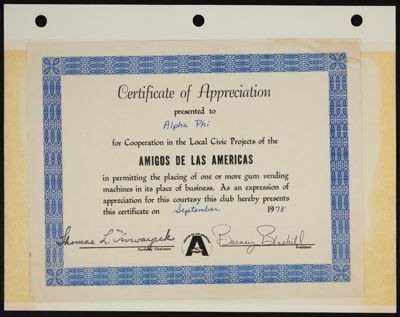 Certificate of Appreciation
presented to
Alpha Phi
for Cooperation in the Local Civic Projects of the
AMIGOS DE LAS AMERICAS
in permitting the placing of one or more gum vending
machines in its place of business. As an expression of
appreciation for this courtesy this club hereby presents
this certificate on September 1978
Thomas L.
Chairman
A
Barney
President